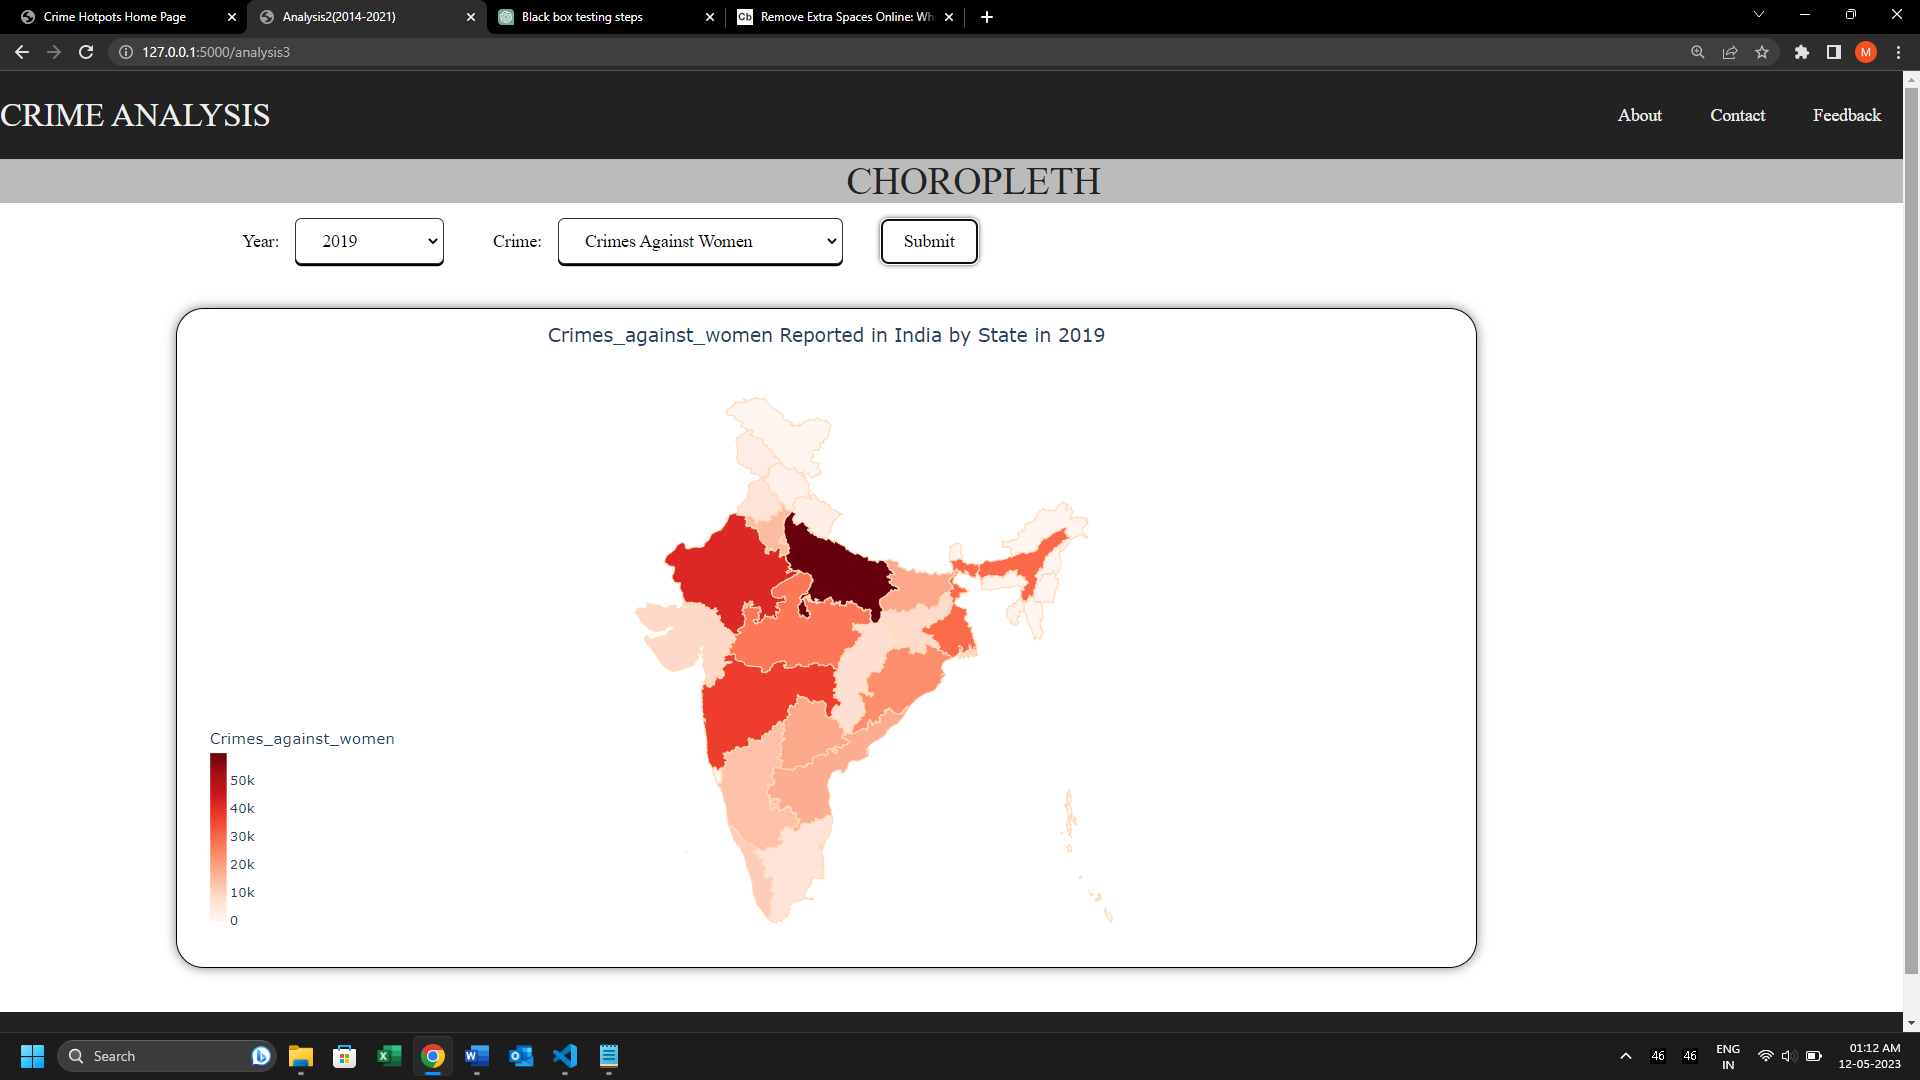 Crime Hotpots Home Page
Analysis2(2014-2021)
Black box testing steps
Cb Remove Extra Spaces Online: Wh
127.0.0.1:5000/analysis3
M
CRIME ANALYSIS
About Contact Feedback
CHOROPLETH
Year: 2019 Crime: Crimes Against Women Submit
Crimes_against_women Reported in India by State in 2019
Crimes_against_women
50k
40k
30k
20k
10k
0
Search
46 46
ENG
IN
01:12 AM
12-05-2023